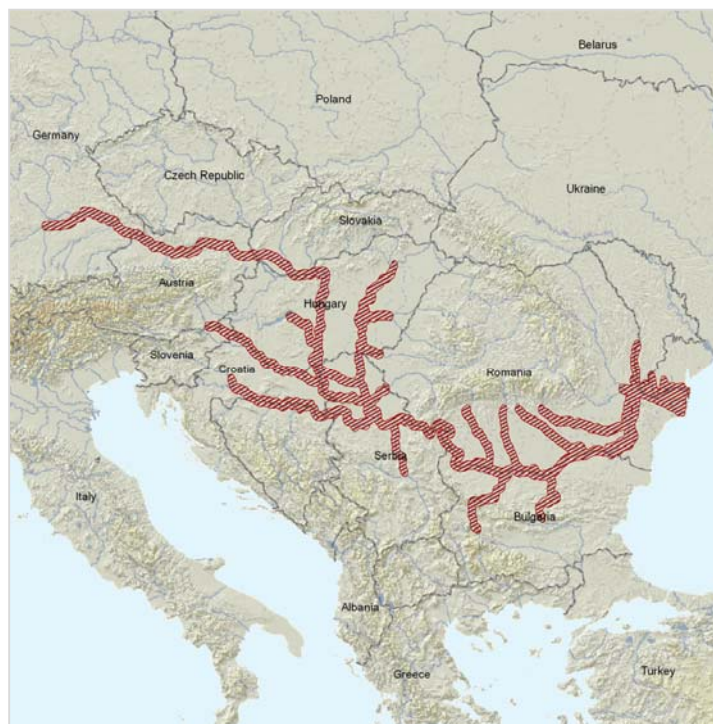 Belarus
Poland
Germany
Czech Republic
Ukraine
Slovakia
Austria
Hungary
Slovenia
Croatia
Romania
Serbia
Italy
Bulgaria
Albania
Greece
Turkey